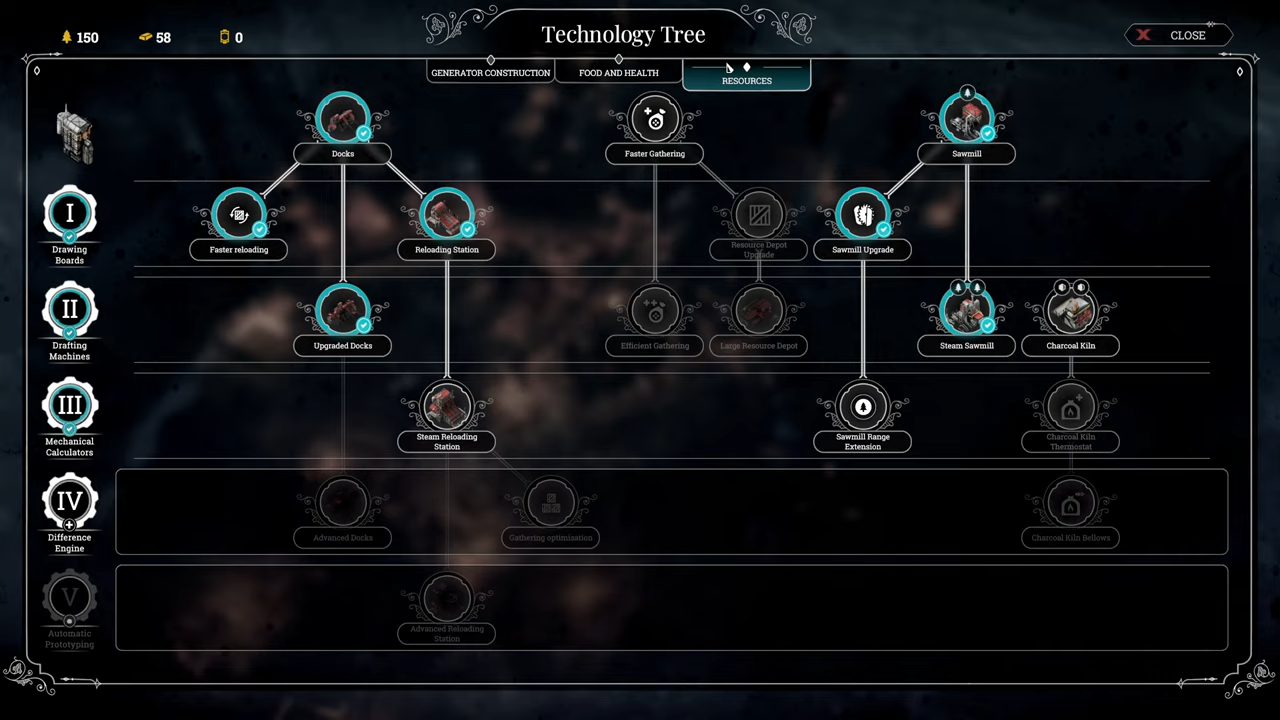 150
58
0
Technology Tree
CLOSE
GENERATOR CONSTRUCTION
FOOD AND HEALTH
RESOURCES
Docks
Faster Gathering
Sawmill
I
Drawing
Boards
Faster reloading
Reloading Station
Resource Depot
Upgrade
Sawmill Upgrade
II
Drafting
Machines
Upgraded Docks
Efficient Gathering
Large Resource Depot
Steam Sawmill
Charcoal Kiln
III
Mechanical
Calculators
Steam Reloading
Station
Sawmill Range
Extension
Charcoal Kiln
Thermostat
IV
Difference
Engine
Advanced Docks
Gathering optimisation
Charcoal Kiln Bellows
V
Automatic
Prototyping
Advanced Reloading
Station